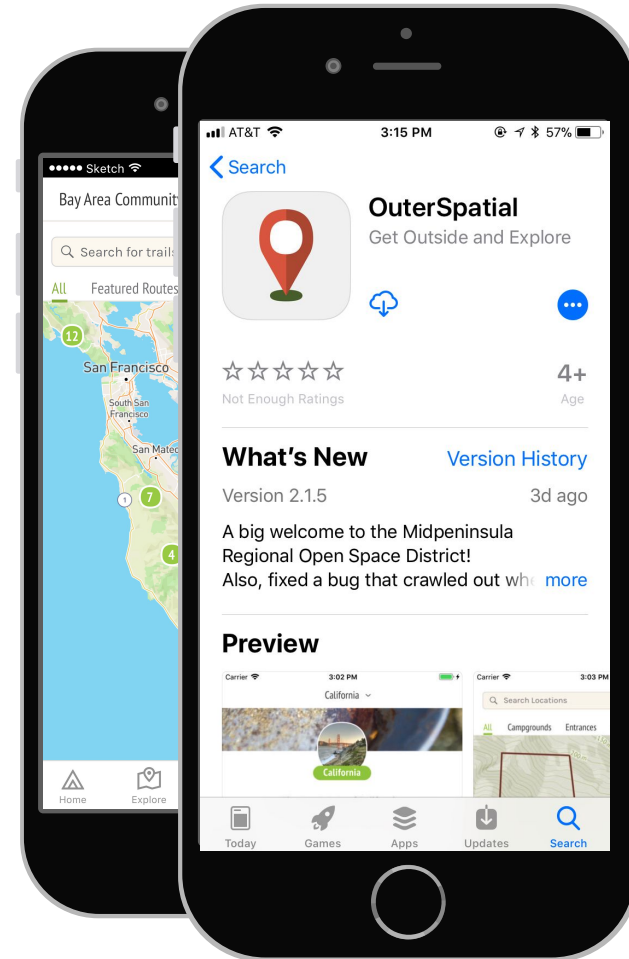 Sketch
Bay Area
Search for
All Featured Routes
12
San Francisco
South San
Francisco
San
1
7
4
Home Explore
AT&T 3:15 PM 57%
Search
OuterSpatial
Get Outside and Explore
Not Enough Ratings
4+
Age
What's New Version History
Version 2.1.5 3d ago
A big welcome to the Midpeninsula
Regional Open Space District!
Also, fixed a bug that crawled out more
Preview
Carrier 3:02 PM
California
California
Carrier 3:03 PM
Search Locations
All Campgrounds Entrances
Today Games Apps Updates Search